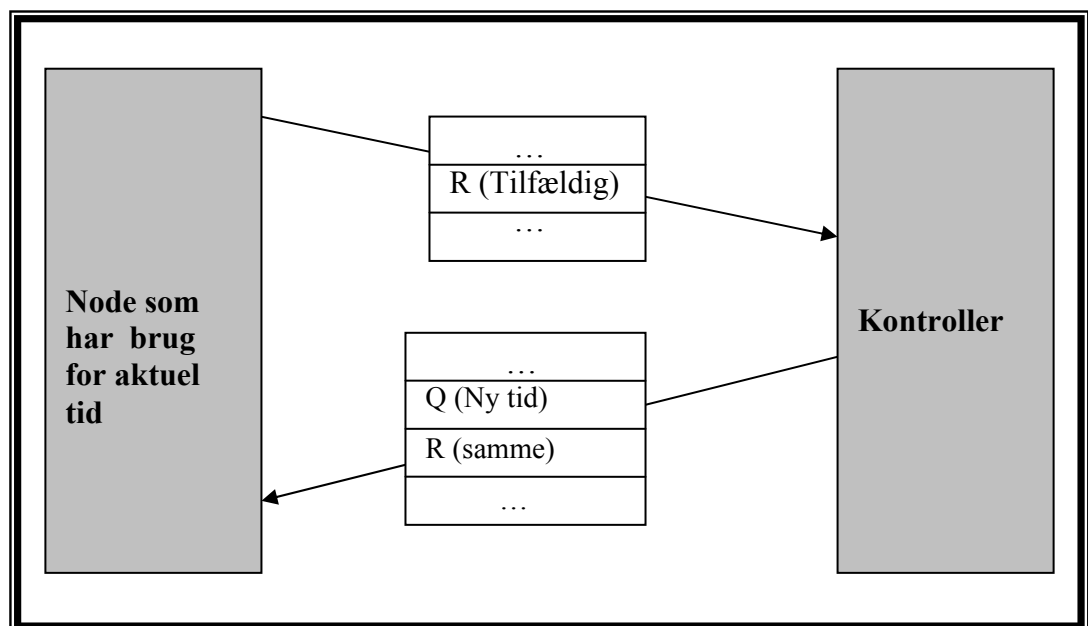 …
R (Tilfældig)
…
Node som
har brug
for aktuel
tid
Kontroller
…
Q (Ny tid)
R (samme)
…